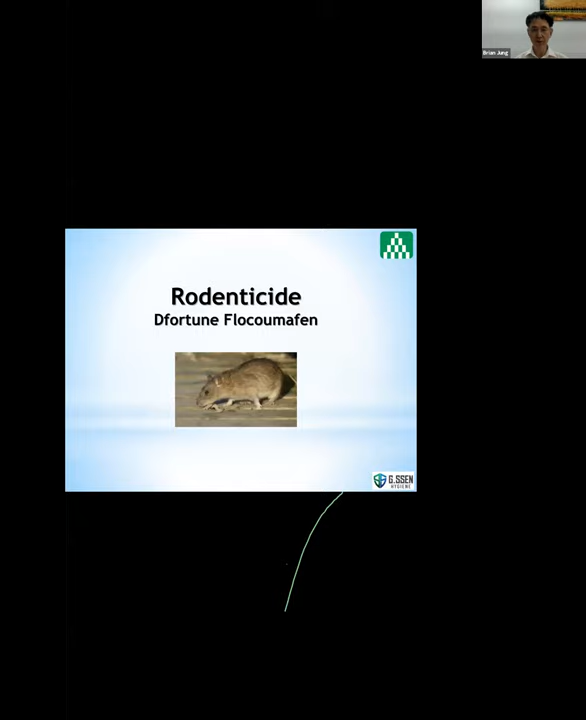 Brian Jung
Rodenticide
Dfortune Flocoumafen
G.SSEN
HYGIENE